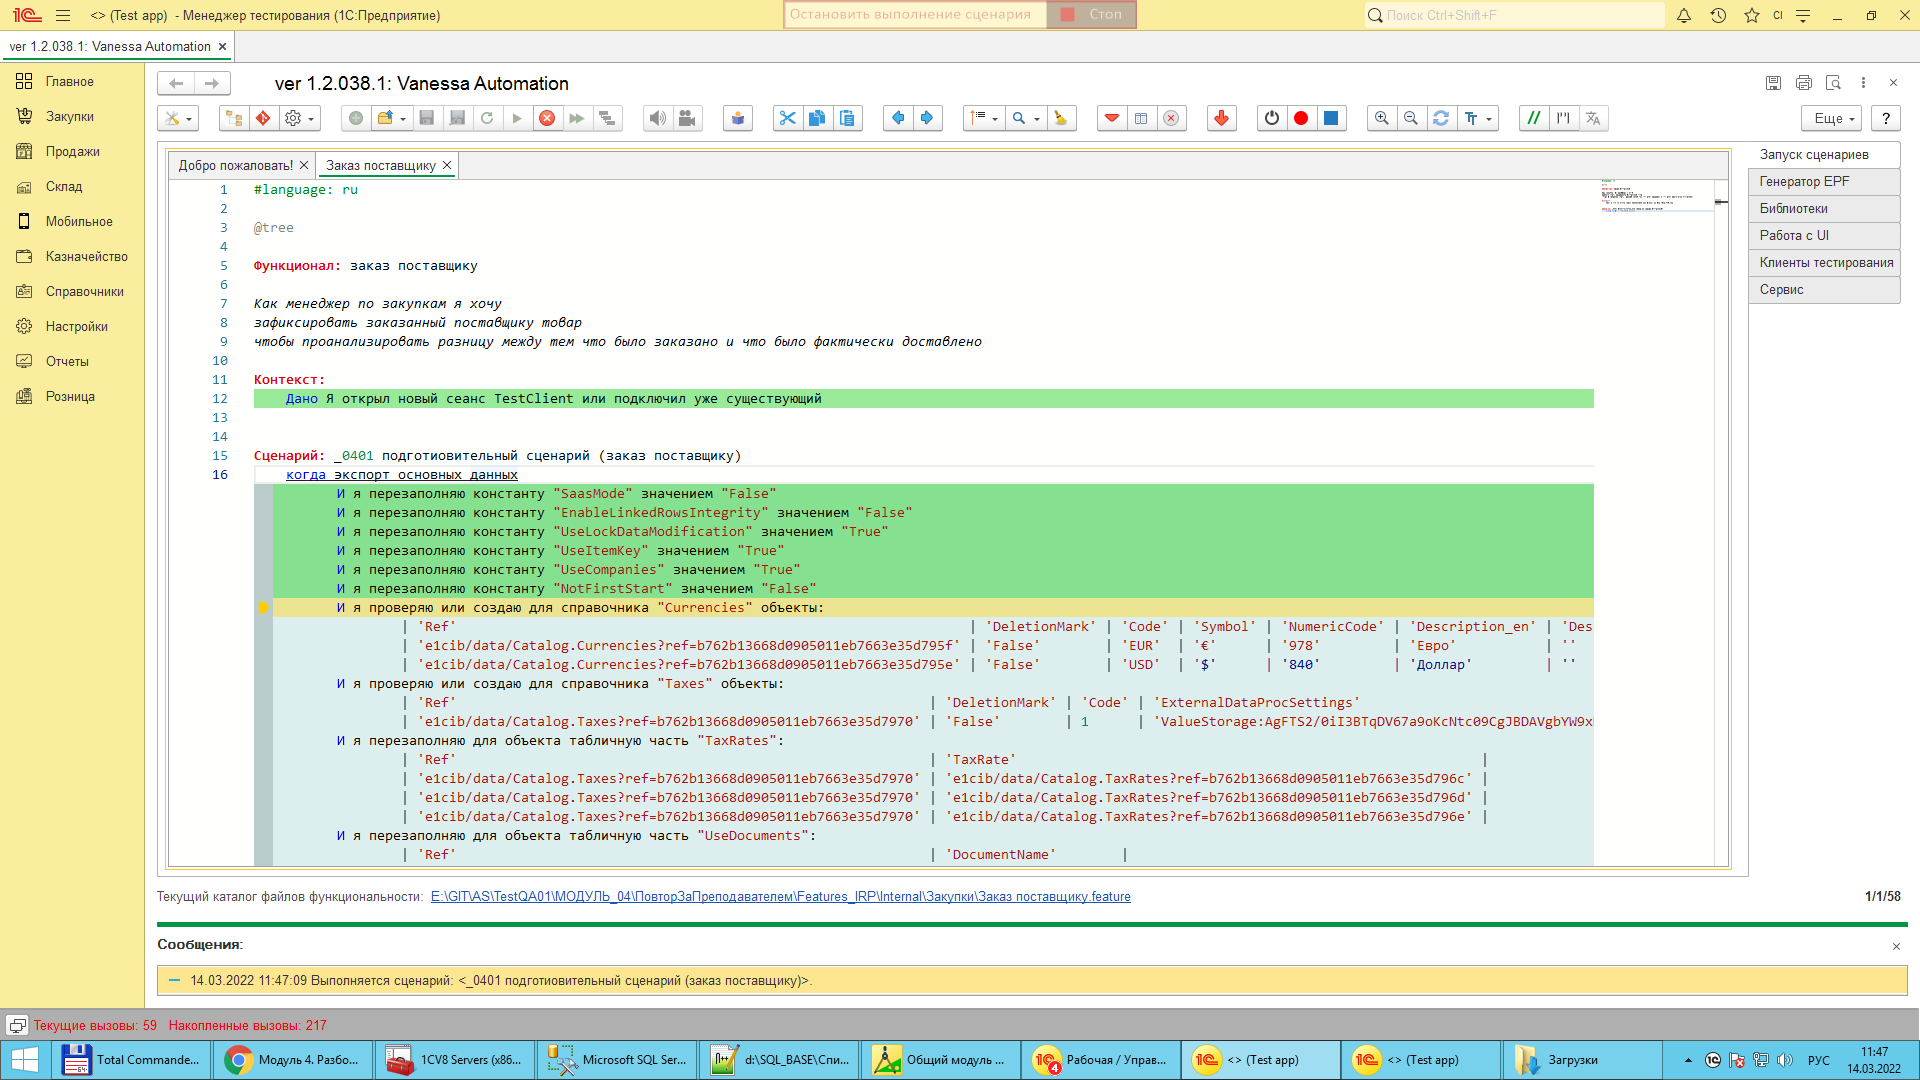 <> (Test app) - Менеджер тестирования (1С:Предприятие)
Остановить выполнение сценария
Стоп
Поиск Ctrl+Shift+F
CI
ver 1.2.038.1: Vanessa Automation
Главное
Закупки
Продажи
Склад
Мобильное
Казначейство
Справочники
Настройки
Отчеты
Розница
ver 1.2.038.1: Vanessa Automation
Еще
?
Добро пожаловать!
Заказ поставщику
Запуск сценариев
Генератор EPF
Библиотеки
Работа с UI
Клиенты тестирования
Сервис
1 #language: ru
2
3 @tree
4
5 Функционал: заказ поставщику
6
7 Как менеджер по закупкам я хочу
8 зафиксировать заказанный поставщику товар
9 чтобы проанализировать разницу между тем что было заказано и что было фактически доставлено
10
11 Контекст:
12 Дано Я открыл новый сеанс TestClient или подключил уже существующий
13
14
15 Сценарий: _0401 подготиовительный сценарий (заказ поставщику)
16 когда экспорт основных данных
И я перезаполняю константу "SaasMode" значением "False"
И я перезаполняю константу "EnableLinkedRowsIntegrity" значением "False"
И я перезаполняю константу "UseLockDataModification" значением "True"
И я перезаполняю константу "UseItemKey" значением "True"
И я перезаполняю константу "UseCompanies" значением "True"
И я перезаполняю константу "NotFirstStart" значением "False"
И я проверяю или создаю для справочника "Currencies" объекты:
| 'Ref' | 'DeletionMark' | 'Code' | 'Symbol' | 'NumericCode' | 'Description_en' | 'Des
| 'e1cib/data/Catalog.Currencies?ref=b762b13668d0905011eb7663e35d795f' | 'False' | 'EUR' | '€' | '978' | 'Евро' | ''
| 'e1cib/data/Catalog.Currencies?ref=b762b13668d0905011eb7663e35d795e' | 'False' | 'USD' | '$' | '840' | 'Доллар' | ''
И я проверяю или создаю для справочника "Taxes" объекты:
| 'Ref' | 'DeletionMark' | 'Code' | 'ExternalDataProcSettings'
| 'e1cib/data/Catalog.Taxes?ref=b762b13668d0905011eb7663e35d7970' | 'False' | 1 | 'ValueStorage:AgFTS2/0iI3BTqDV67a9oKcNtc09CgJBDAVgbYW9x
И я перезаполняю для объекта табличную часть "TaxRates":
| 'Ref' | 'TaxRate' |
| 'e1cib/data/Catalog.Taxes?ref=b762b13668d0905011eb7663e35d7970' | 'e1cib/data/Catalog.TaxRates?ref=b762b13668d0905011eb7663e35d796c' |
| 'e1cib/data/Catalog.Taxes?ref=b762b13668d0905011eb7663e35d7970' | 'e1cib/data/Catalog.TaxRates?ref=b762b13668d0905011eb7663e35d796d' |
| 'e1cib/data/Catalog.Taxes?ref=b762b13668d0905011eb7663e35d7970' | 'e1cib/data/Catalog.TaxRates?ref=b762b13668d0905011eb7663e35d796e' |
И я перезаполняю для объекта табличную часть "UseDocuments":
| 'Ref' | 'DocumentName' |
Текущий каталог файлов функциональности: E:\GIT\AS\TestQA01\МОДУЛЬ_04\ПовторЗаПреподавателем\Features_IRP\Internal\Закупки\Заказ поставщику.feature
1/1/58
Сообщения:
14.03.2022 11:47:09 Выполняется сценарий: <_0401 подготиовительный сценарий (заказ поставщику)>.
Текущие вызовы: 59 Накопленные вызовы: 217
Total Commande...
Модуль 4. Разбо...
1CV8 Servers (x86...
Microsoft SQL Ser...
d:\SQL_BASE\Спи...
Общий модуль ...
4
Рабочая / Управ...
<> (Test app)
<> (Test app)
Загрузки
РУС
11:47
14.03.2022